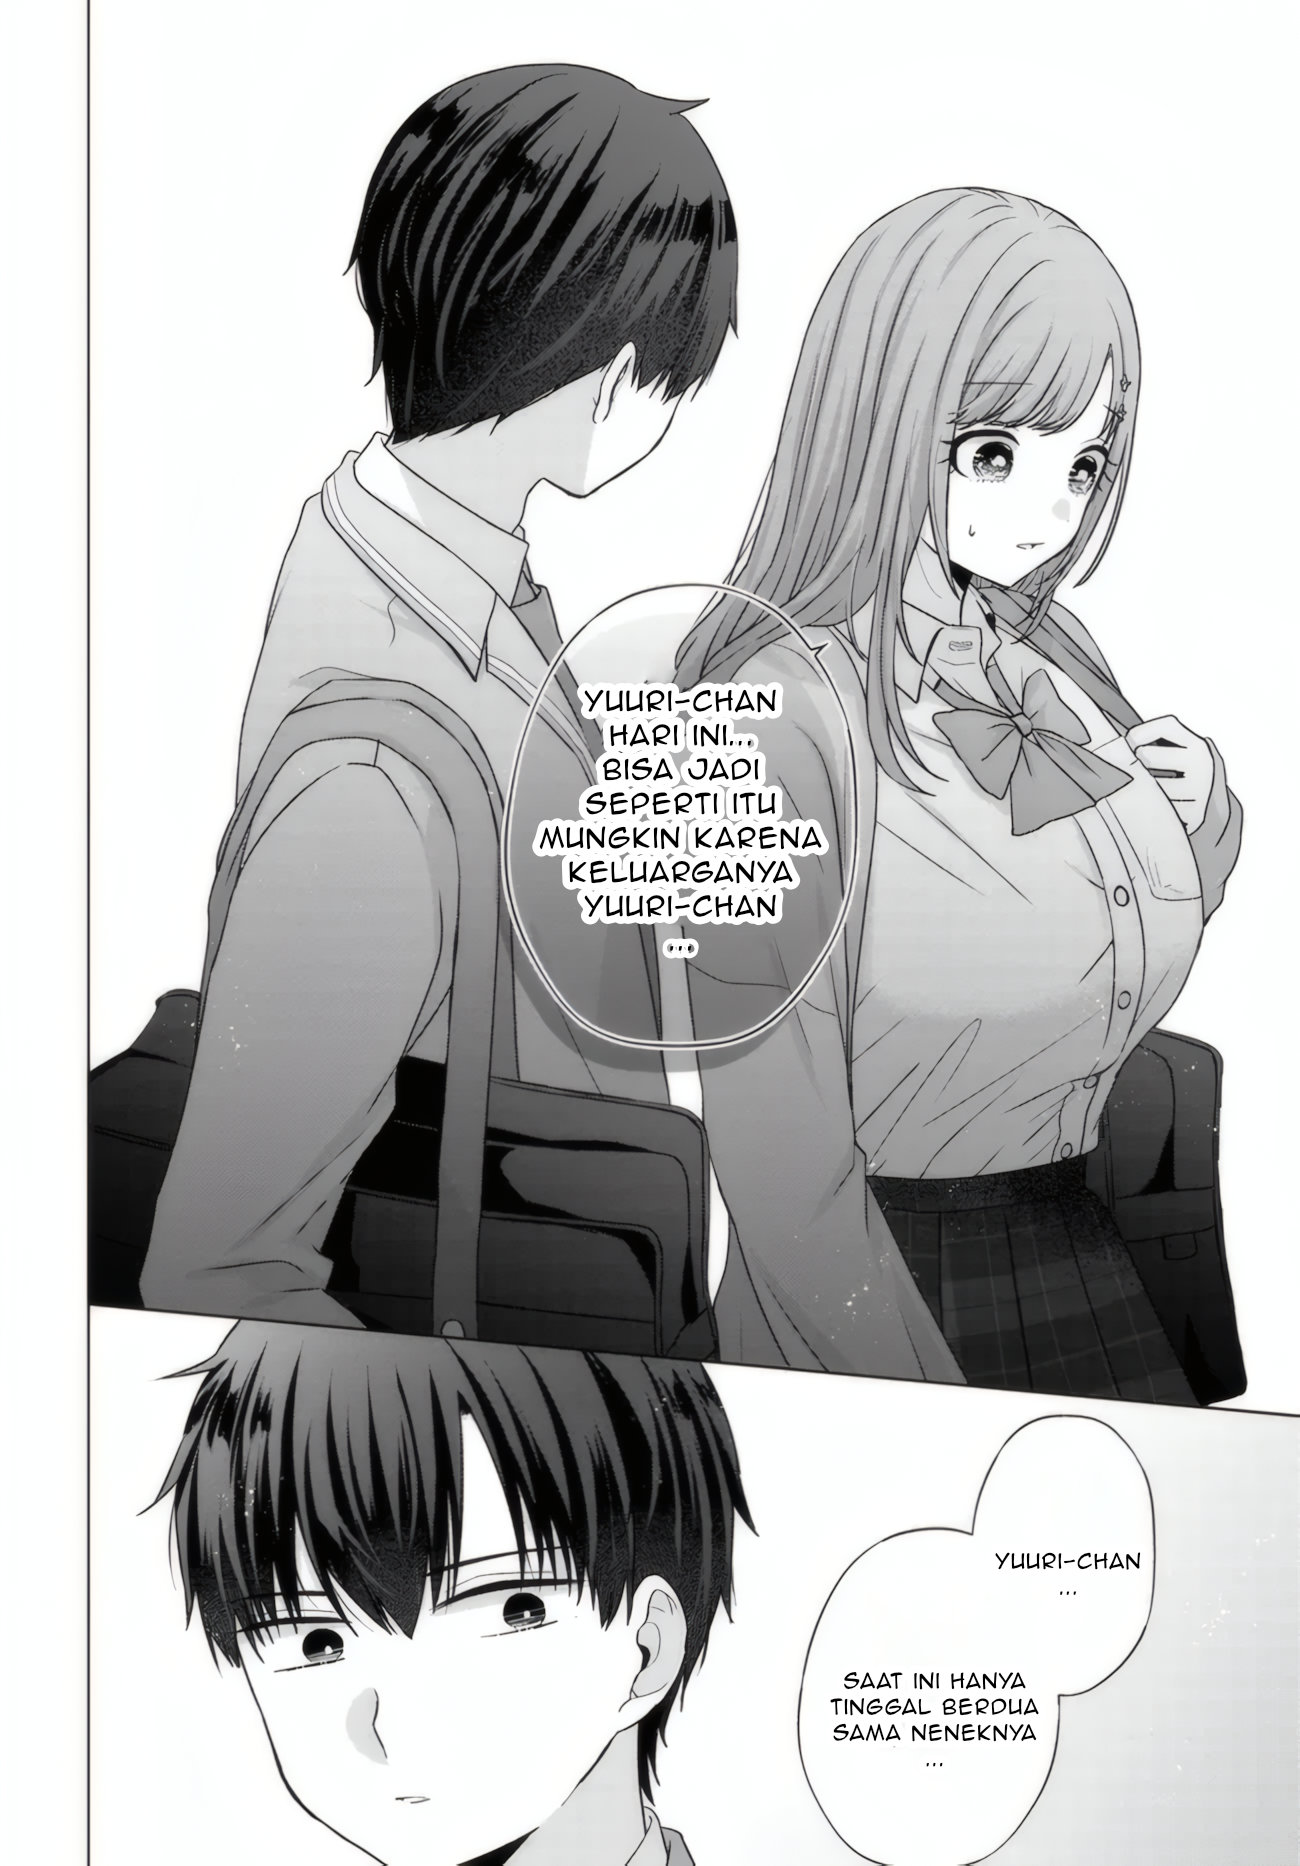 YUURI-CHAN
HARI INI...
BISA JADI
SEPERTI ITU
MUNGKIN KARENA
KELUARGANYA
YUURI-CHAN
...
YUURI-CHAN
...
SAAT INI HANYA
TINGGAL BERDUA
SAMA NENEKNYA
...